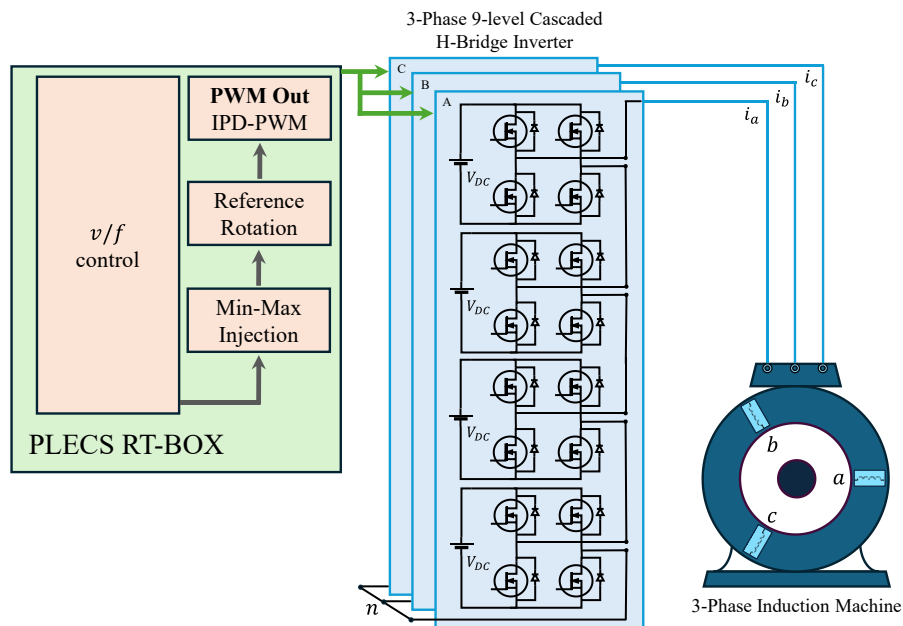 3-Phase 9-level Cascaded
H-Bridge Inverter
PWM Out
IPD-PWM
Reference
Rotation
v/f
control
Min-Max
Injection
PLECS RT-BOX
C
B
A
V_DC
V_DC
V_DC
V_DC
n
i_c
i_b
i_a
b
a
c
3-Phase Induction Machine